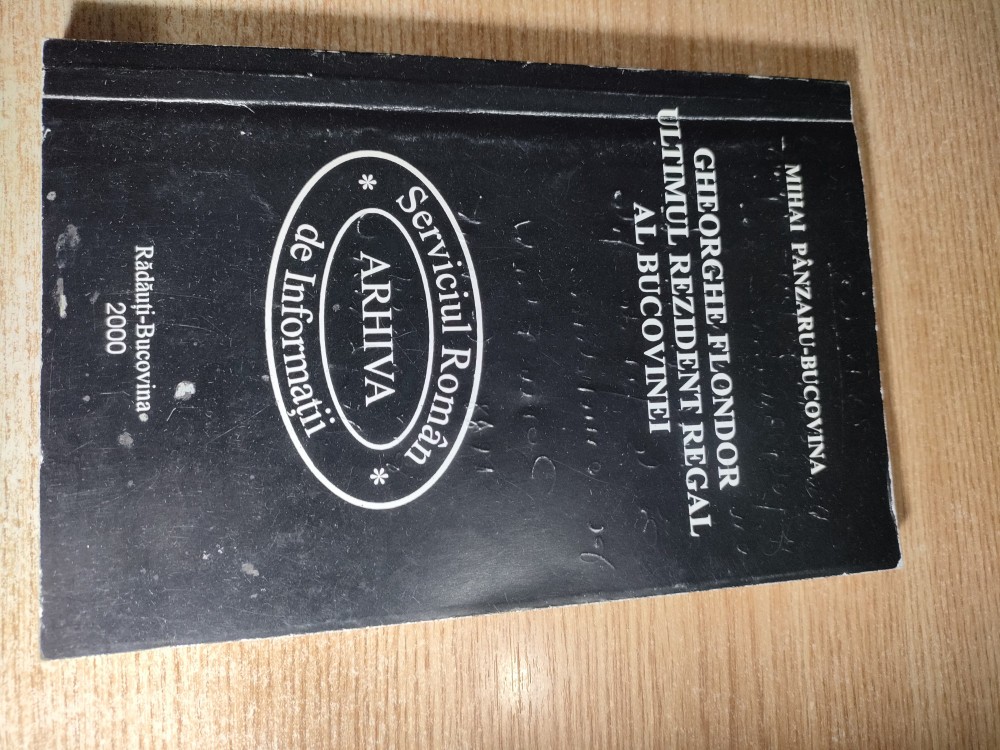 MIHAI PÂNZARU-BUCOVINA
GHEORGHE FLONDOR
ULTIMUL REZIDENT REGAL
AL BUCOVINEI
* Serviciul Român *
ARHIVA
de Informații
Rădăuți-Bucovina
2000